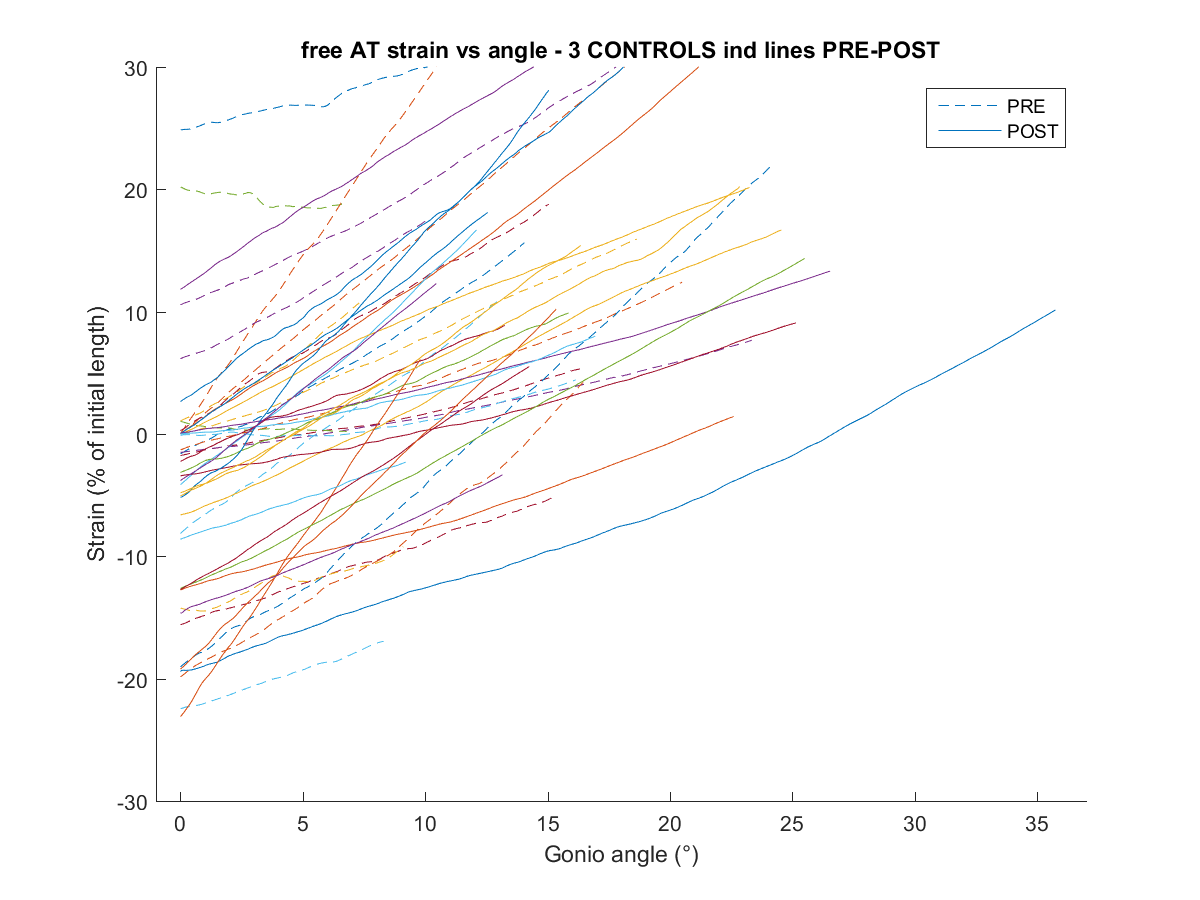 free AT strain vs angle - 3 CONTROLS ind lines PRE-POST
30
20
10
0
-10
-20
-30
Strain (% of initial length)
PRE
POST
0 5 10 15 20 25 30 35
Gonio angle (°)